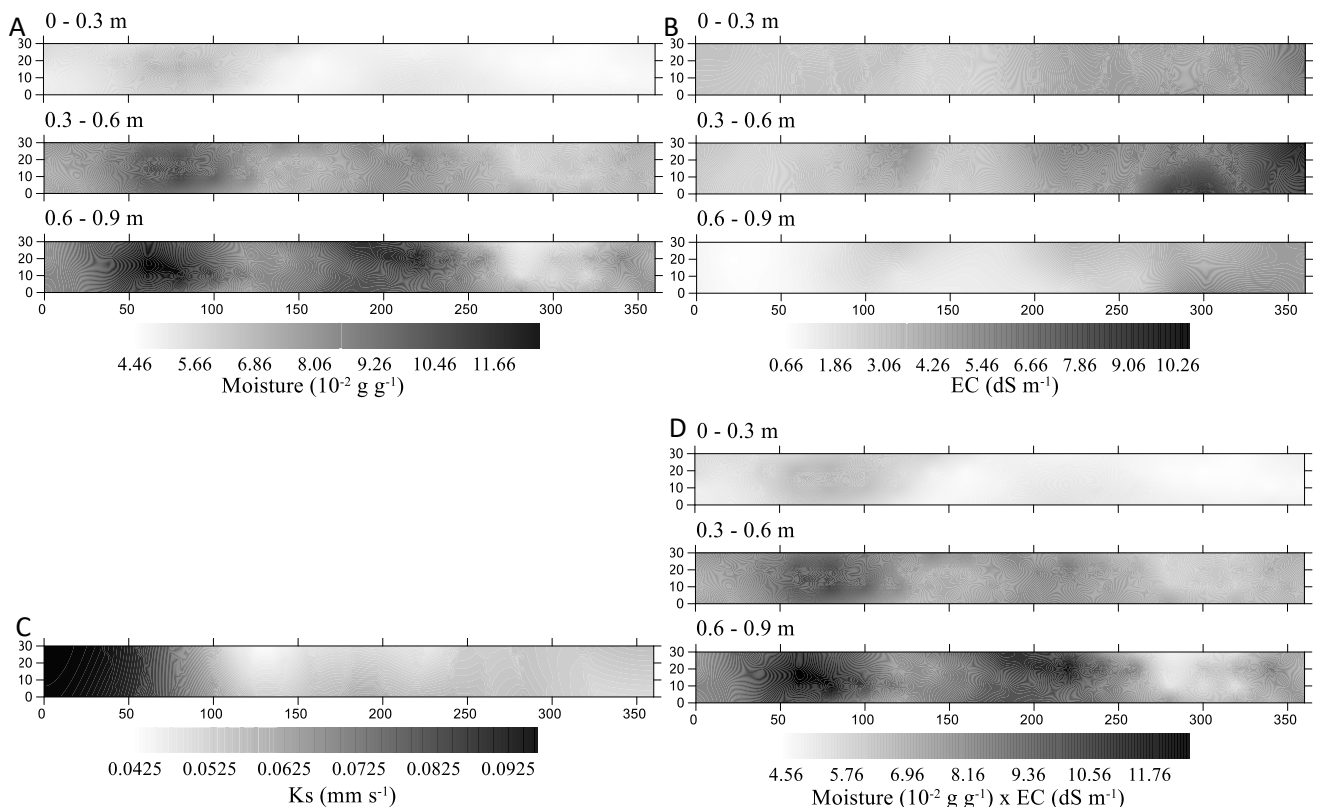 A
0 - 0.3 m
30
20
10
0
0.3 - 0.6 m
30
20
10
0
0.6 - 0.9 m
30
20
10
0
0 50 100 150 200 250 300 350
4.46 5.66 6.86 8.06 9.26 10.46 11.66
Moisture (10⁻² g g⁻¹)
B
0 - 0.3 m
30
20
10
0
0.3 - 0.6 m
30
20
10
0
0.6 - 0.9 m
30
20
10
0
0 50 100 150 200 250 300 350
0.66 1.86 3.06 4.26 5.46 6.66 7.86 9.06 10.26
EC (dS m⁻¹)
C
30
20
10
0
0 50 100 150 200 250 300 350
0.0425 0.0525 0.0625 0.0725 0.0825 0.0925
Ks (mm s⁻¹)
D
0 - 0.3 m
30
20
10
0
0.3 - 0.6 m
30
20
10
0
0.6 - 0.9 m
30
20
10
0
0 50 100 150 200 250 300 350
4.56 5.76 6.96 8.16 9.36 10.56 11.76
Moisture (10⁻² g g⁻¹) x EC (dS m⁻¹)